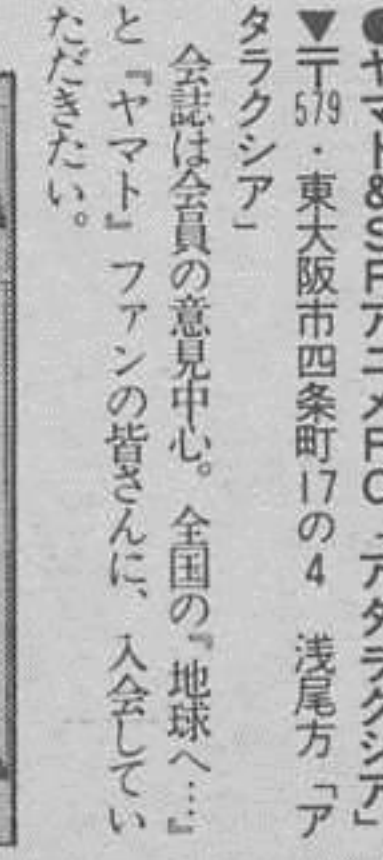 ●ヤマト&SFアニメFC「アタラクシア」
▼〒579・東大阪市四条町17の4 浅尾方「ア
タラクシア」
会誌は会員の意見中心。全国の『地球へ…』
と『ヤマト』ファンの皆さんに、入会してい
ただきたい。